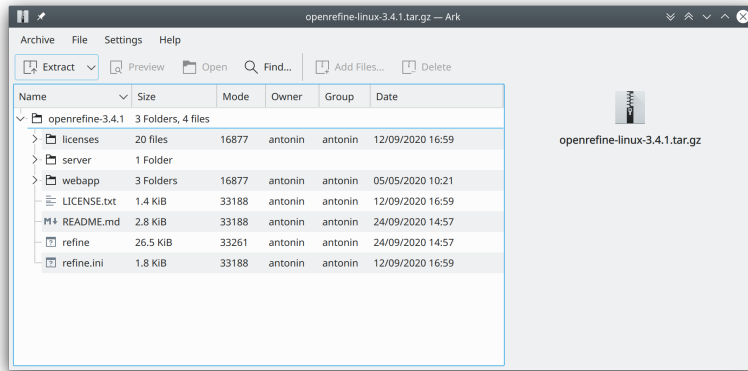 openrefine-linux-3.4.1.tar.gz — Ark
Archive File Settings Help
Extract Preview Open Find... Add Files... Delete
Name Size Mode Owner Group Date
openrefine-3.4.1 3 Folders, 4 files
licenses 20 files 16877 antonin antonin 12/09/2020 16:59
server 1 Folder
webapp 3 Folders 16877 antonin antonin 05/05/2020 10:21
LICENSE.txt 1.4 KiB 33188 antonin antonin 12/09/2020 16:59
M↓ README.md 2.8 KiB 33188 antonin antonin 24/09/2020 14:57
refine 26.5 KiB 33261 antonin antonin 24/09/2020 14:57
refine.ini 1.8 KiB 33188 antonin antonin 12/09/2020 16:59
openrefine-linux-3.4.1.tar.gz